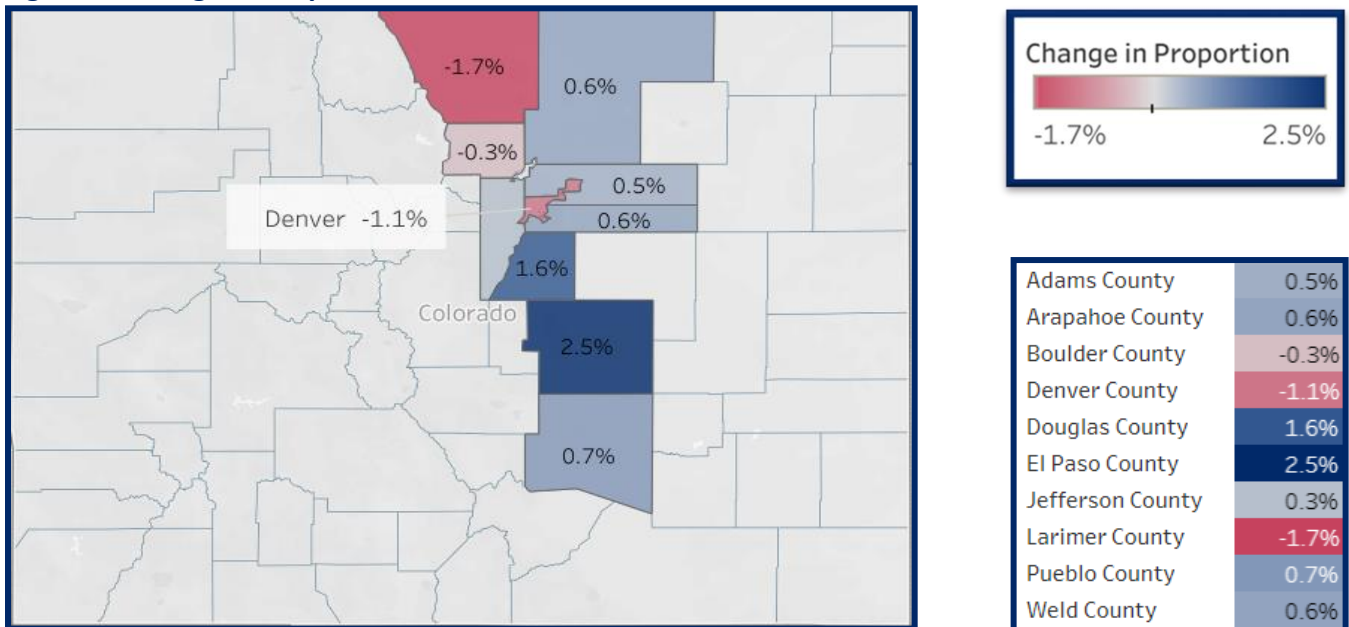 -1.7%
0.6%
-0.3%
0.5%
Denver -1.1%
0.6%
1.6%
Colorado
2.5%
0.7%
Change in Proportion
-1.7% 2.5%
Adams County 0.5%
Arapahoe County 0.6%
Boulder County -0.3%
Denver County -1.1%
Douglas County 1.6%
El Paso County 2.5%
Jefferson County 0.3%
Larimer County -1.7%
Pueblo County 0.7%
Weld County 0.6%